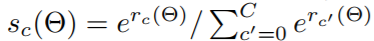 s_c(Θ) = e^{r_c(Θ)} / ∑_{c'=0}^{C} e^{r_{c'}(Θ)}